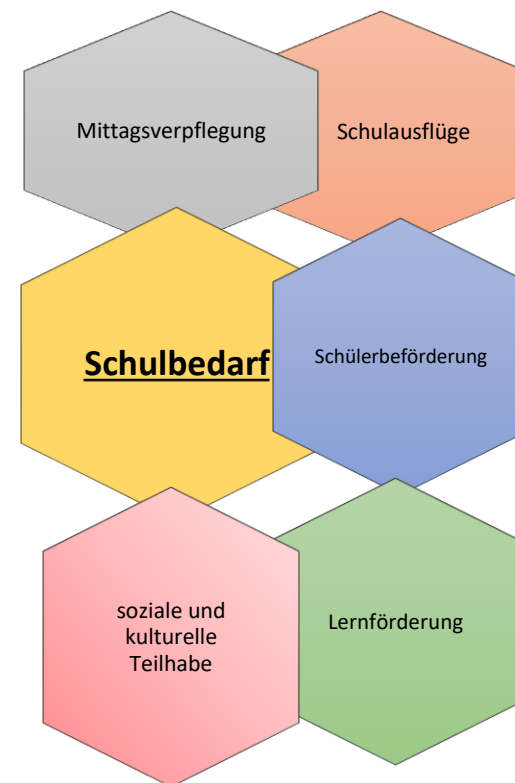 Mittagsverpflegung
Schulausflüge
Schulbedarf
Schülerbeförderung
soziale und
kulturelle
Teilhabe
Lernförderung